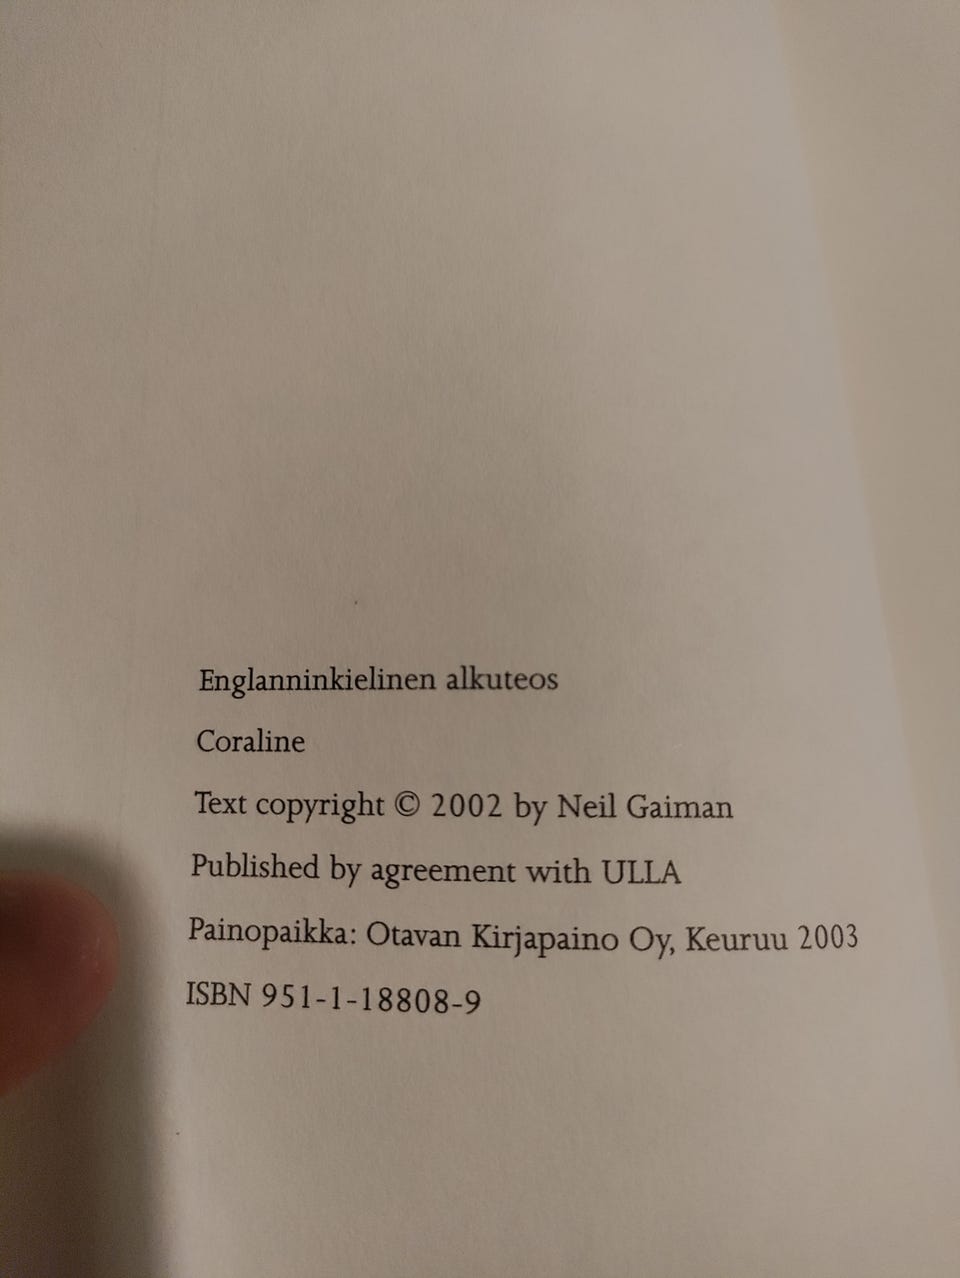 Englanninkielinen alkuteos
Coraline
Text copyright © 2002 by Neil Gaiman
Published by agreement with ULLA
Painopaikka: Otavan Kirjapaino Oy, Keuruu 2003
ISBN 951-1-18808-9